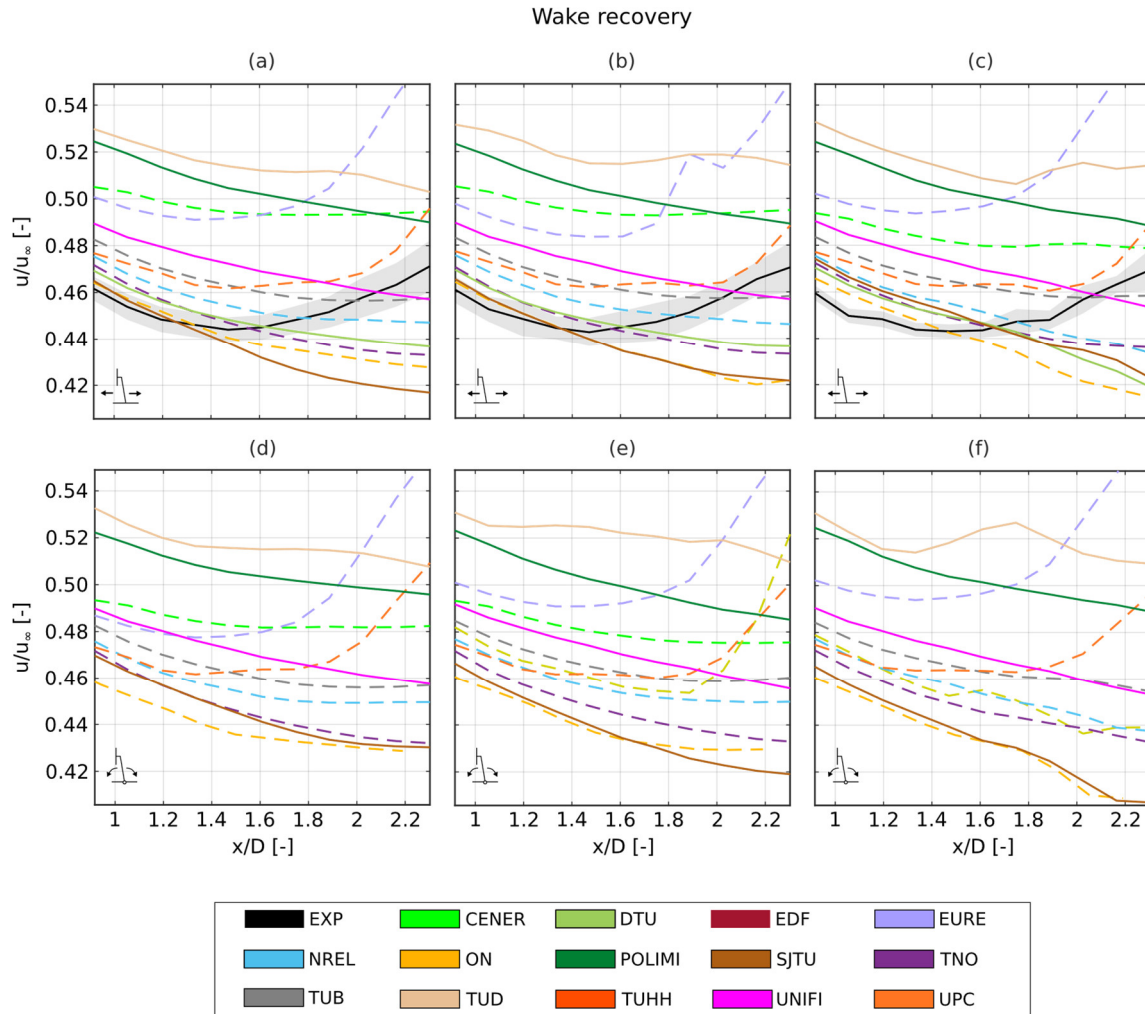 Wake recovery
(a) (b) (c)
0.54
0.52
0.50
0.48
0.46
0.44
0.42
u/u∞ [-]
(d) (e) (f)
0.54
0.52
0.50
0.48
0.46
0.44
0.42
u/u∞ [-]
1 1.2 1.4 1.6 1.8 2 2.2 1 1.2 1.4 1.6 1.8 2 2.2 1 1.2 1.4 1.6 1.8 2 2.2
x/D [-] x/D [-] x/D [-]
EXP CENER DTU EDF EURE
NREL ON POLIMI SJTU TNO
TUB TUD TUHH UNIFI UPC